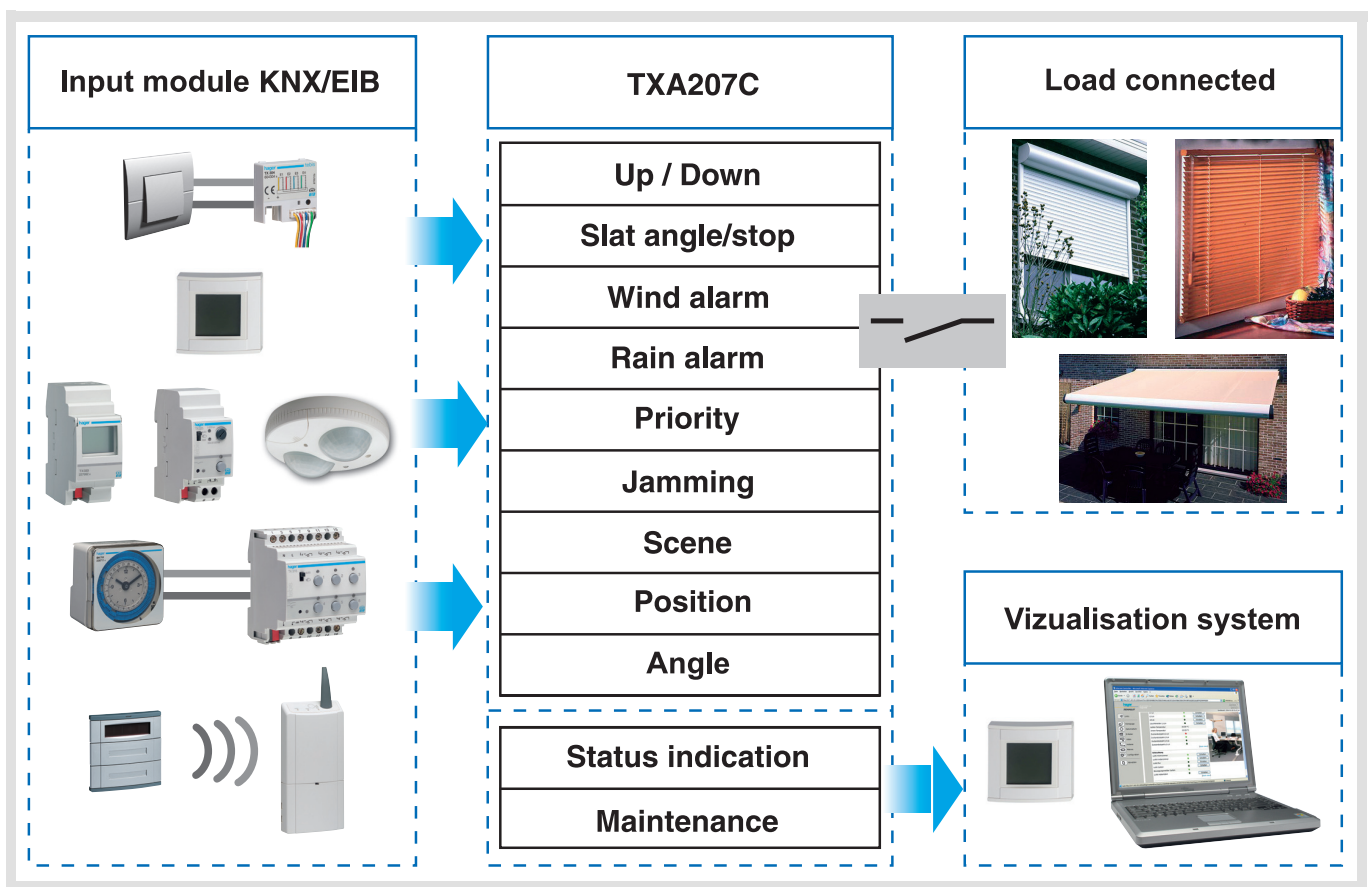 Input module KNX/EIB
TXA207C
Up / Down
Slat angle/stop
Wind alarm
Rain alarm
Priority
Jamming
Scene
Position
Angle
Status indication
Maintenance
Load connected
Vizualisation system